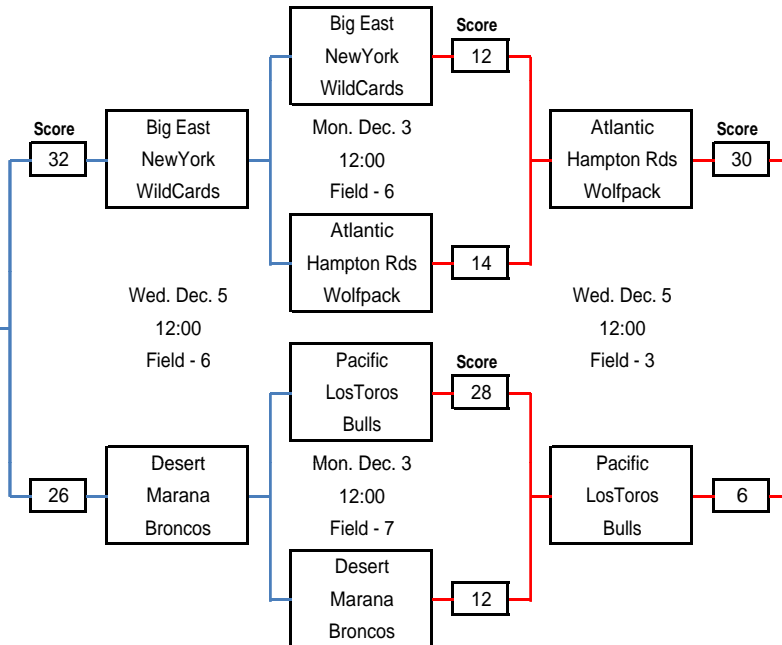 Big East
NewYork
WildCards
Score
12
Mon. Dec. 3
12:00
Field - 6
Atlantic
Hampton Rds
Wolfpack
14
Score
32
Big East
NewYork
WildCards
Atlantic
Hampton Rds
Wolfpack
Score
30
Wed. Dec. 5
12:00
Field - 6
Wed. Dec. 5
12:00
Field - 3
Pacific
LosToros
Bulls
Score
28
Mon. Dec. 3
12:00
Field - 7
Desert
Marana
Broncos
12
26
Desert
Marana
Broncos
Pacific
LosToros
Bulls
6